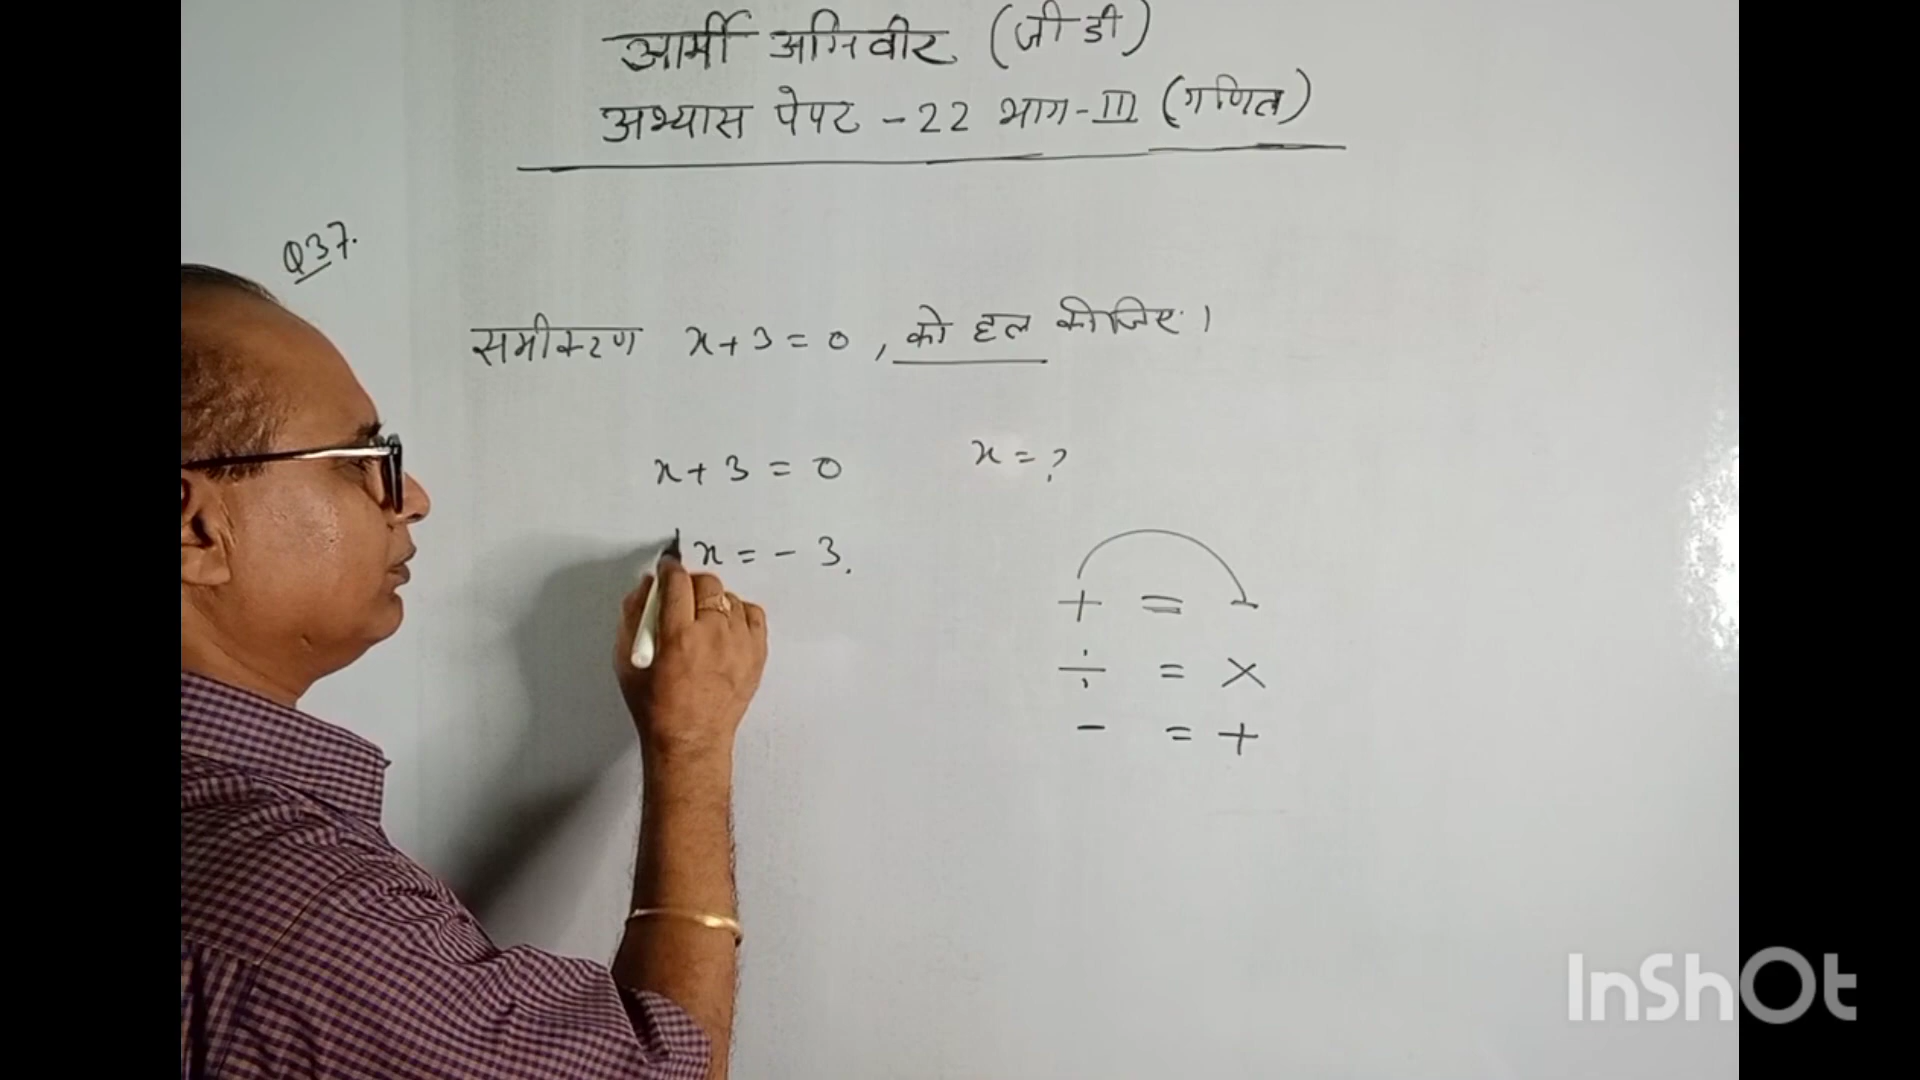 आर्मी अग्निवीर (जी डी)
अभ्यास पेपर - 22 भाग - III (गणित)
Q37.
समीकरण x + 3 = 0, को हल कीजिए।
x + 3 = 0 x = ?
x = - 3.
+ = -
÷ = ×
- = +
InShOt